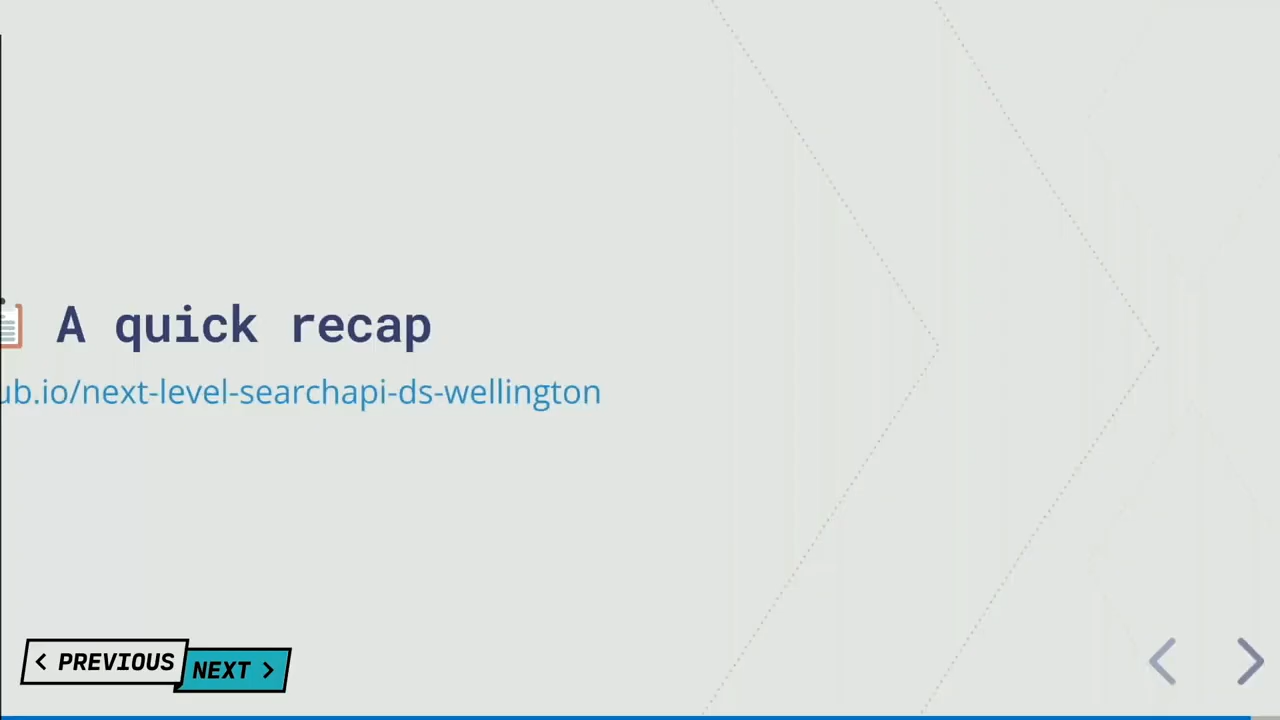 A quick recap
ub.io/next-level-searchapi-ds-wellington
< PREVIOUS
NEXT >